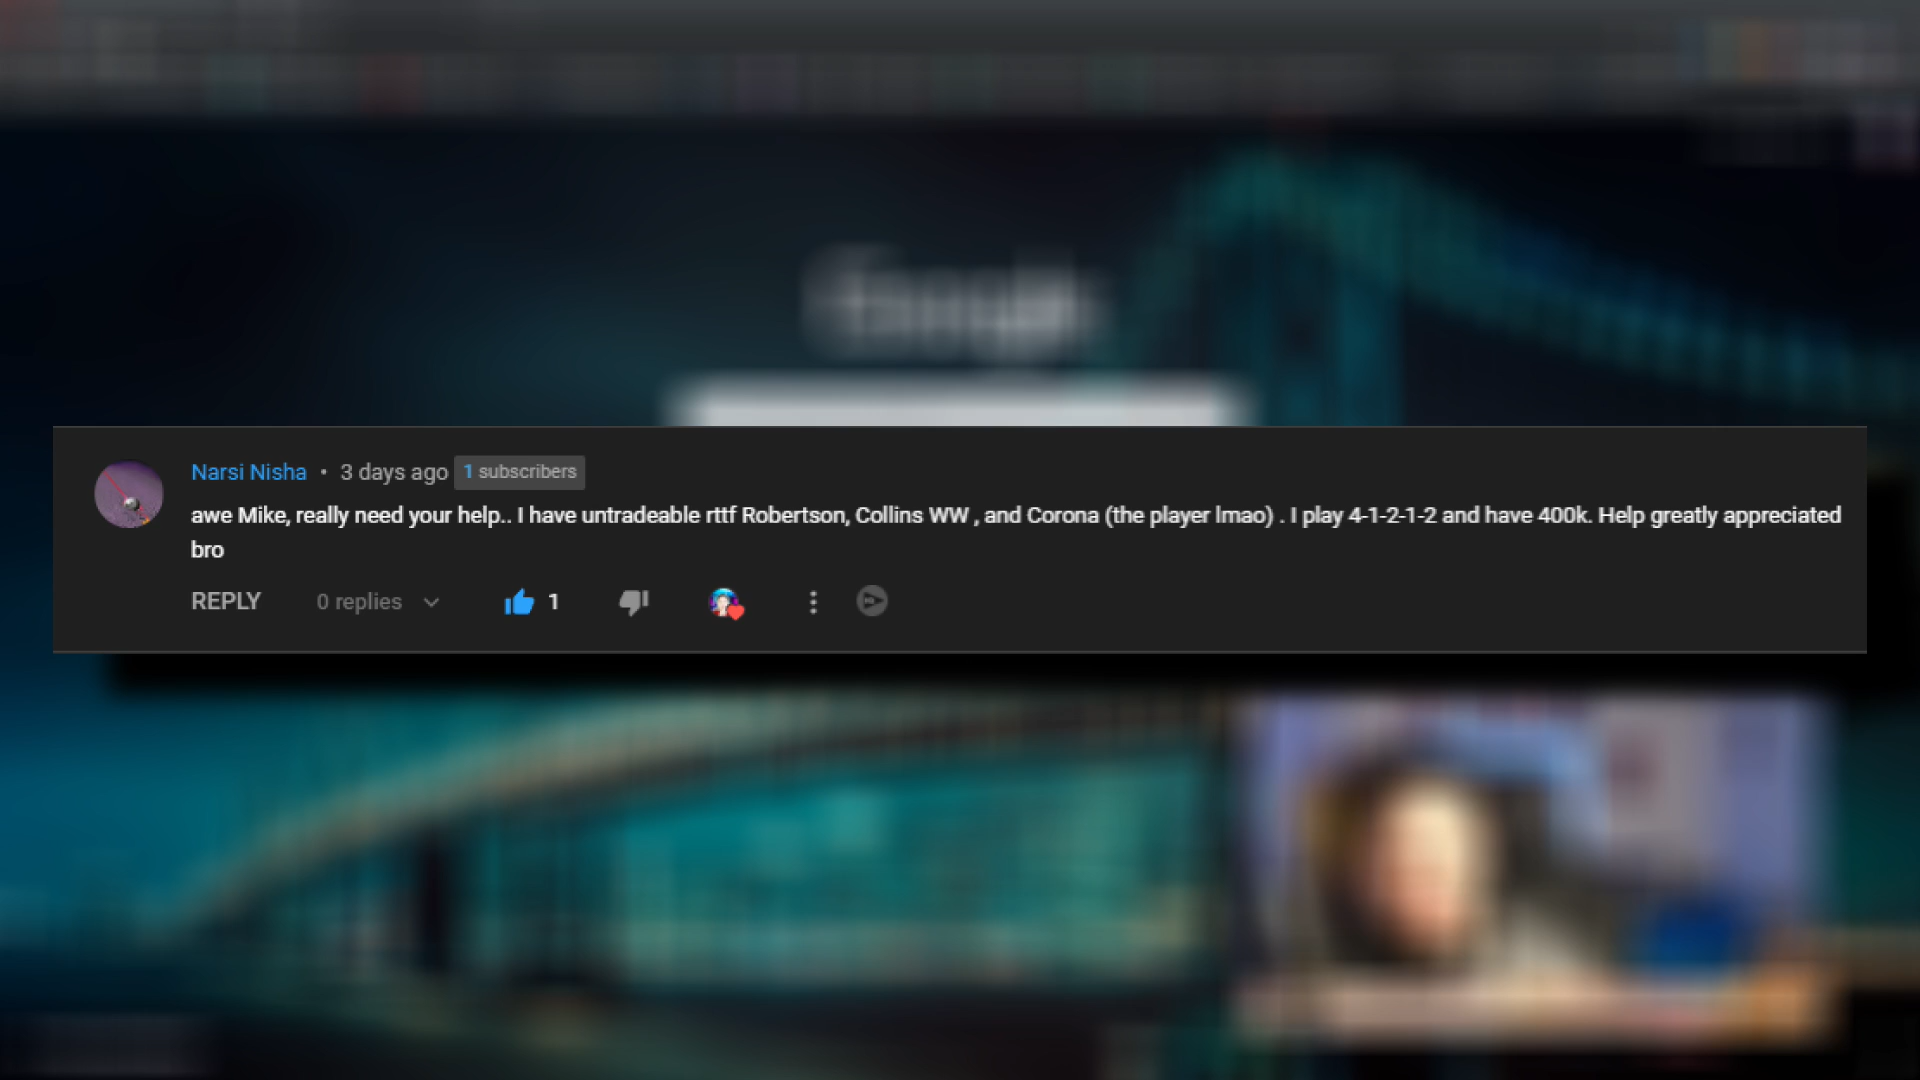 Narsi Nisha • 3 days ago 1 subscribers
awe Mike, really need your help.. I have untradeable rttf Robertson, Collins WW , and Corona (the player lmao) . I play 4-1-2-1-2 and have 400k. Help greatly appreciated
bro
REPLY 0 replies 1